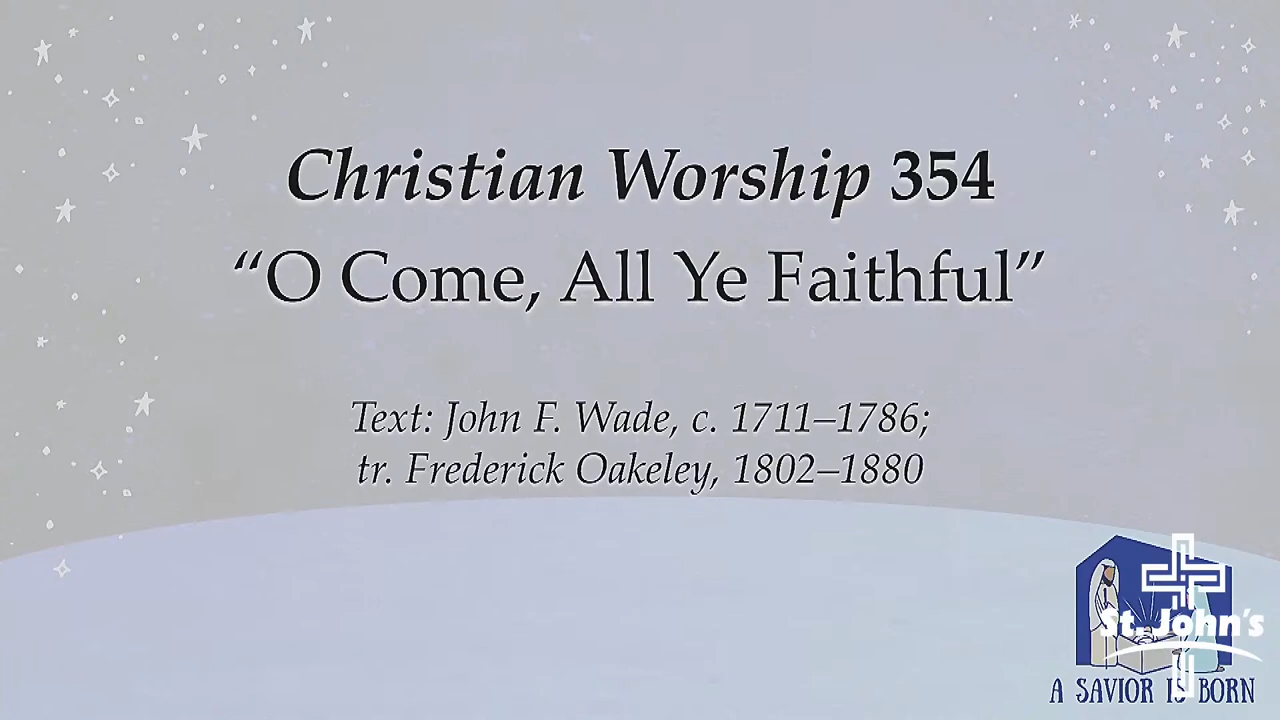 Christian Worship 354
“O Come, All Ye Faithful”
Text: John F. Wade, c. 1711–1786;
tr. Frederick Oakeley, 1802–1880
St. John's
A SAVIOR IS BORN